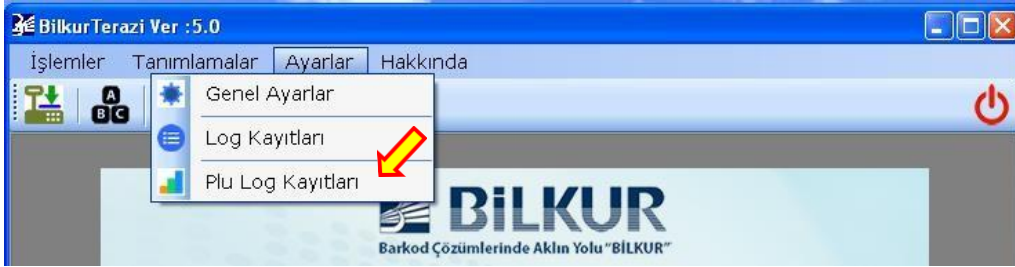 BilkurTerazi Ver :5.0
İşlemler Tanımlamalar Ayarlar Hakkında
A
B C
Genel Ayarlar
Log Kayıtları
Plu Log Kayıtları
BİLKUR
Barkod Çözümlerinde Aklın Yolu "BİLKUR"